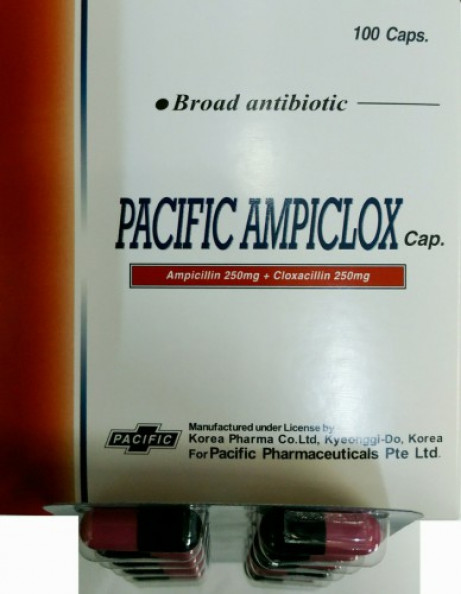 100 Caps.
● Broad antibiotic
PACIFIC AMPICLOX Cap.
Ampicillin 250mg + Cloxacillin 250mg
PACIFIC
Manufactured under License by
Korea Pharma Co.Ltd, Kyeonggi-Do, Korea
For Pacific Pharmaceuticals Pte Ltd.